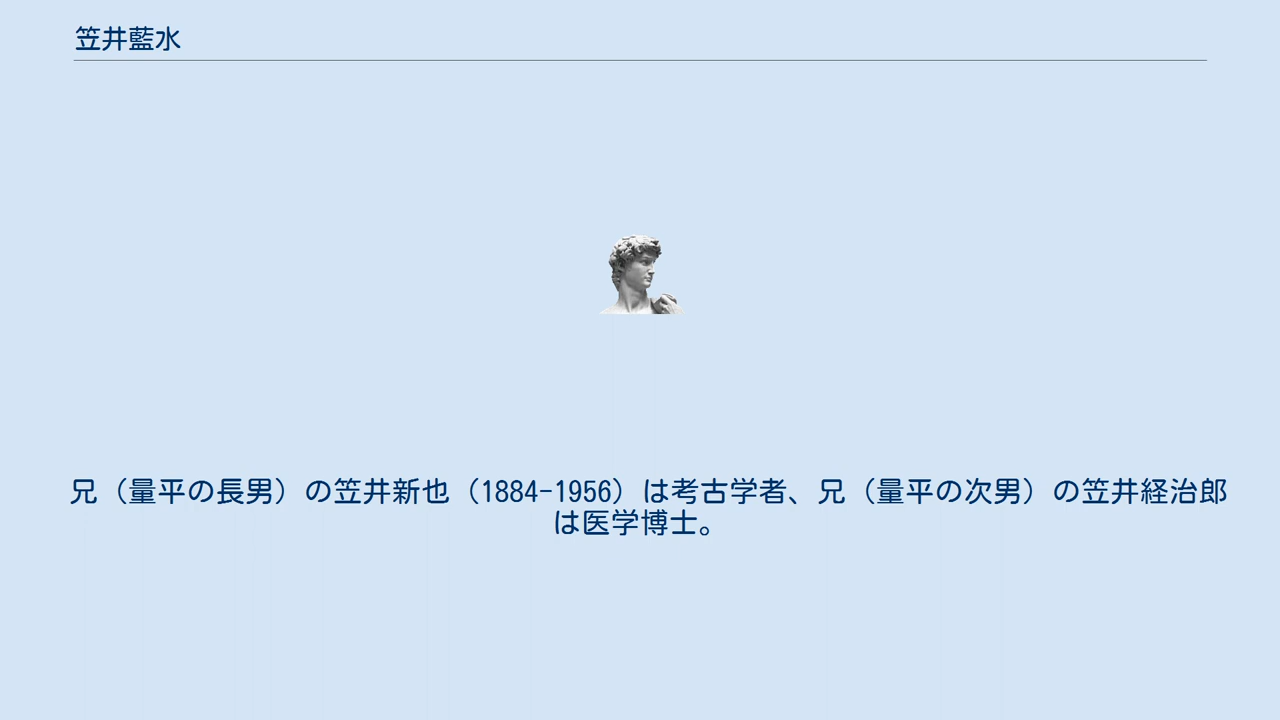 笠井藍水
兄（量平の長男）の笠井新也（1884-1956）は考古学者、兄（量平の次男）の笠井経治郎
は医学博士。